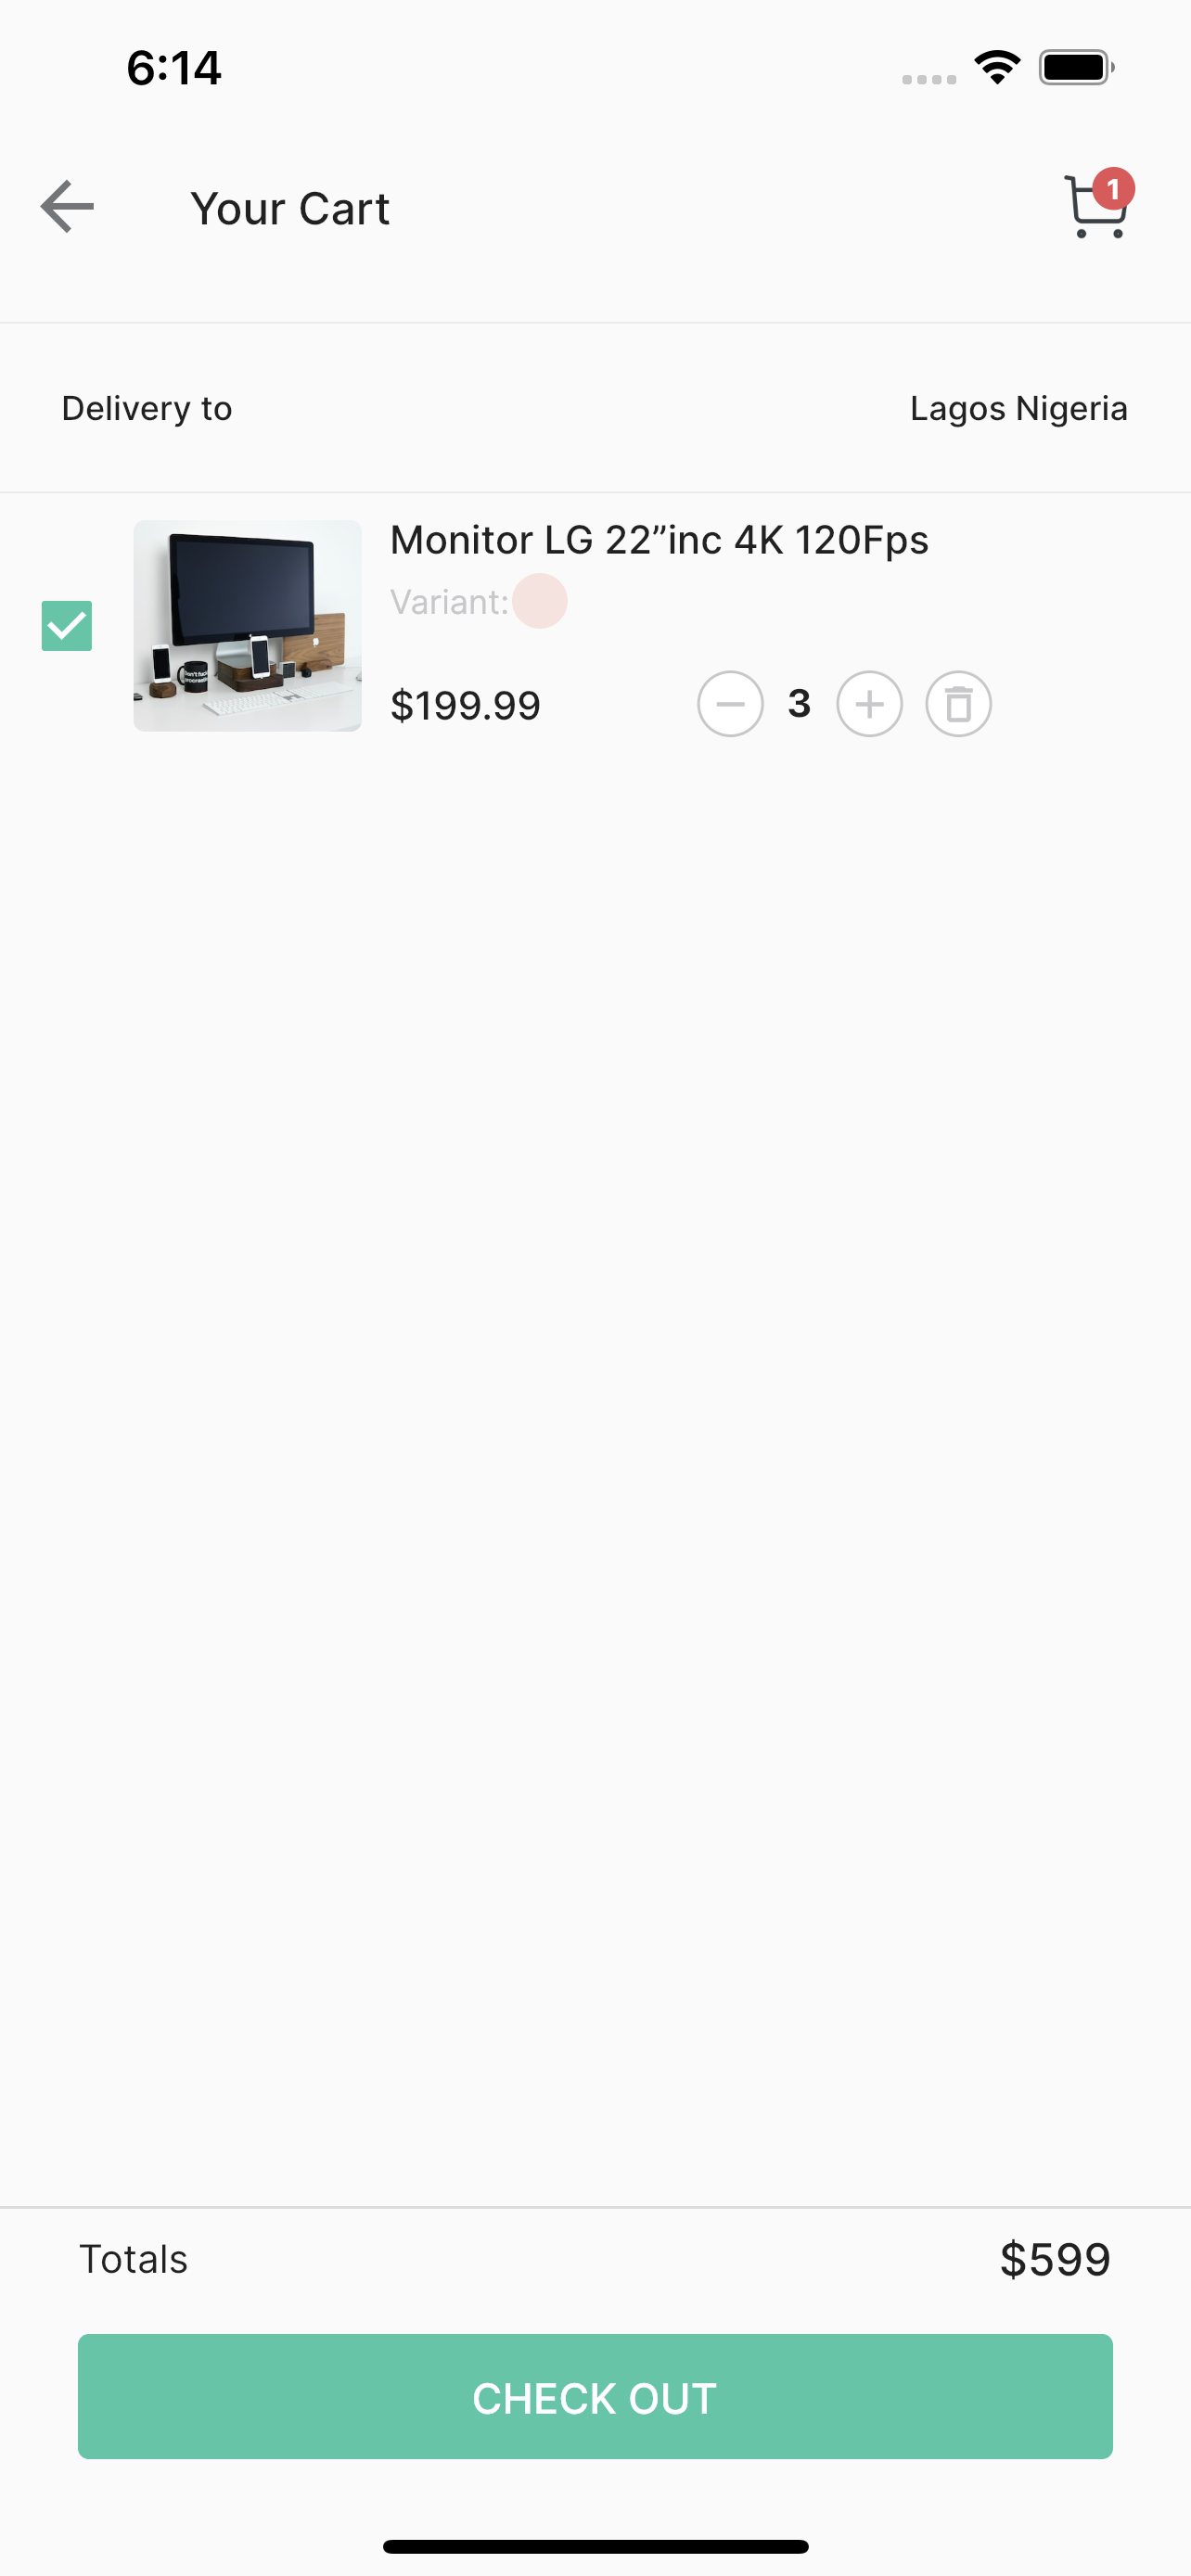 6:14
Your Cart
1
Delivery to
Lagos Nigeria
Monitor LG 22”inc 4K 120Fps
Variant:
$199.99
3
Totals
$599
CHECK OUT